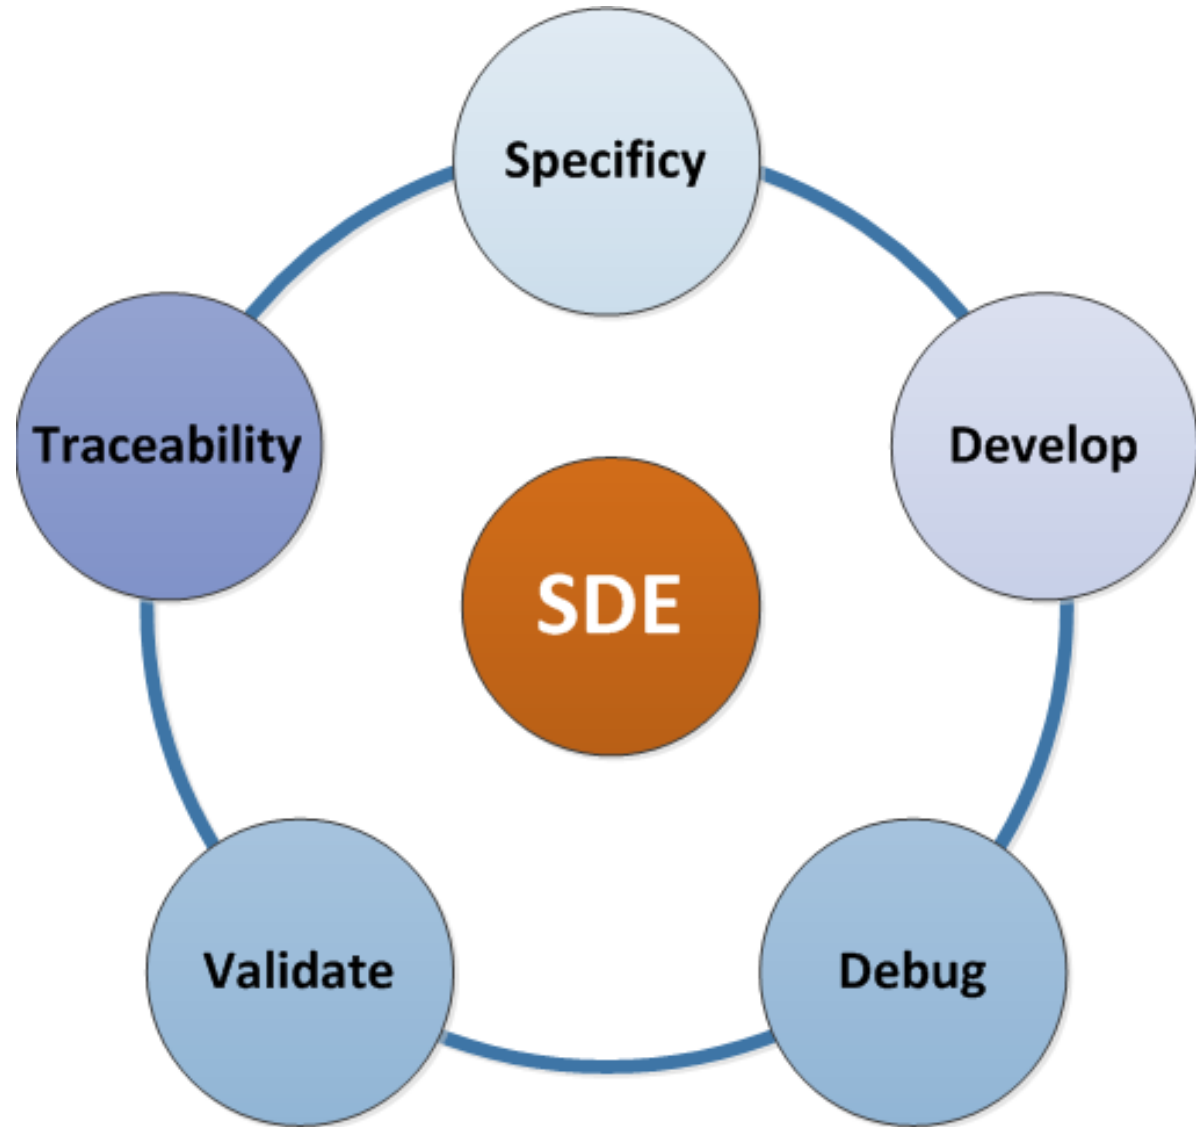 Specificy
Traceability
Develop
SDE
Validate
Debug